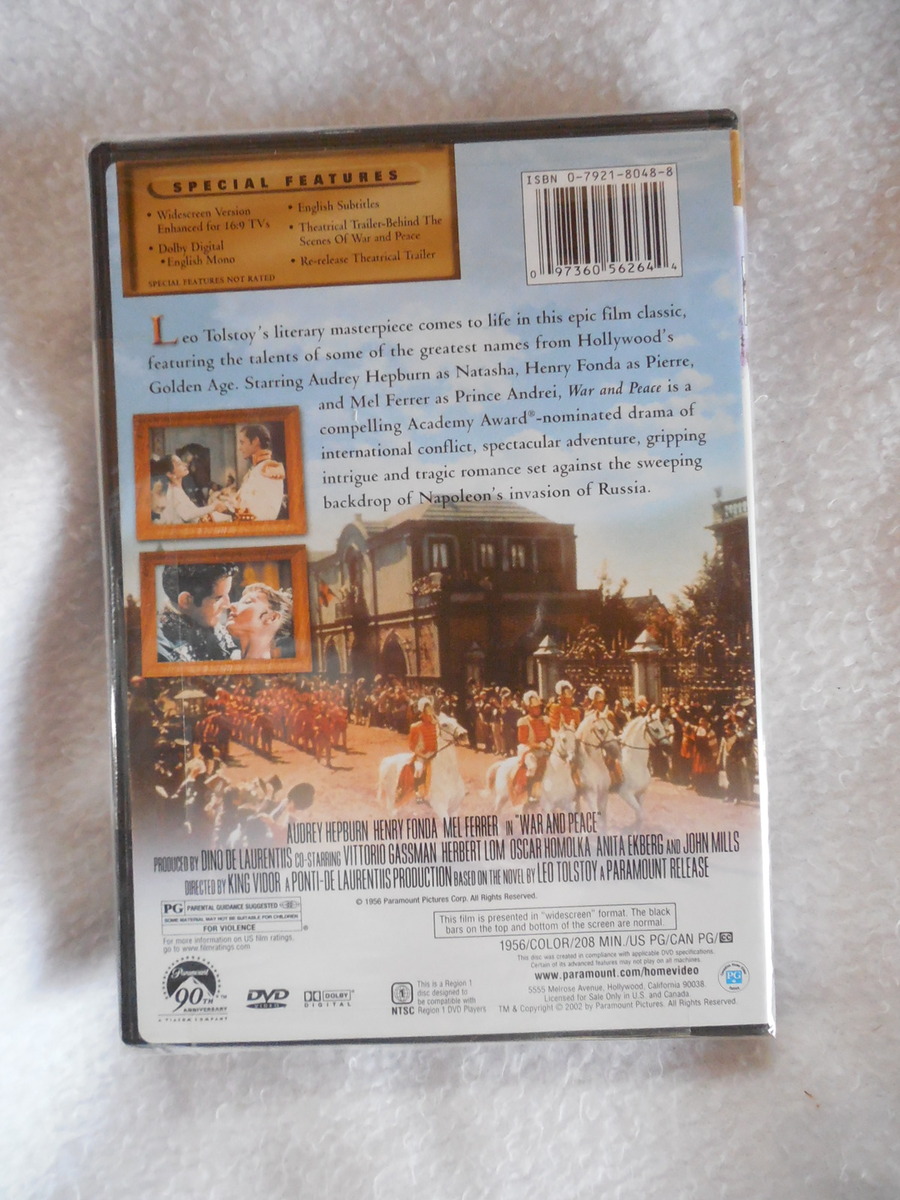 SPECIAL FEATURES
• Widescreen Version
Enhanced for 16:9 TVs
• Dolby Digital
• English Mono
• English Subtitles
• Theatrical Trailer-Behind The
Scenes Of War and Peace
• Re-release Theatrical Trailer
SPECIAL FEATURES NOT RATED
ISBN 0-7921-8048-8
0 97360 56264 4
Leo Tolstoy's literary masterpiece comes to life in this epic film classic,
featuring the talents of some of the greatest names from Hollywood's
Golden Age. Starring Audrey Hepburn as Natasha, Henry Fonda as Pierre,
and Mel Ferrer as Prince Andrei, War and Peace is a
compelling Academy Award®-nominated drama of
international conflict, spectacular adventure, gripping
intrigue and tragic romance set against the sweeping
backdrop of Napoleon's invasion of Russia.
AUDREY HEPBURN HENRY FONDA MEL FERRER IN "WAR AND PEACE"
PRODUCED BY DINO DE LAURENTIIS CO-STARRING VITTORIO GASSMAN HERBERT LOM OSCAR HOMOLKA ANITA EKBERG AND JOHN MILLS
DIRECTED BY KING VIDOR A PONTI-DE LAURENTIIS PRODUCTION BASED ON THE NOVEL BY LEO TOLSTOY A PARAMOUNT RELEASE
© 1956 Paramount Pictures Corp. All Rights Reserved.
PG PARENTAL GUIDANCE SUGGESTED
SOME MATERIAL MAY NOT BE SUITABLE FOR CHILDREN
FOR VIOLENCE
®
For more information on US film ratings,
go to www.filmratings.com
This film is presented in "widescreen" format. The black
bars on the top and bottom of the screen are normal.
1956/COLOR/208 MIN./US PG/CAN PG/
This disc was created in compliance with applicable DVD specifications.
Certain of its advanced features may not play on all machines.
www.paramount.com/homevideo
5555 Melrose Avenue, Hollywood, California 90038.
Licensed for Sale Only in U.S. and Canada.
TM & Copyright © 2002 by Paramount Pictures. All Rights Reserved.
Paramount
90TH
ANNIVERSARY
A VIACOM COMPANY
DVD
VIDEO
DOLBY
DIGITAL
NTSC
This is a Region 1
disc designed to
be compatible with
Region 1 DVD Players
PG